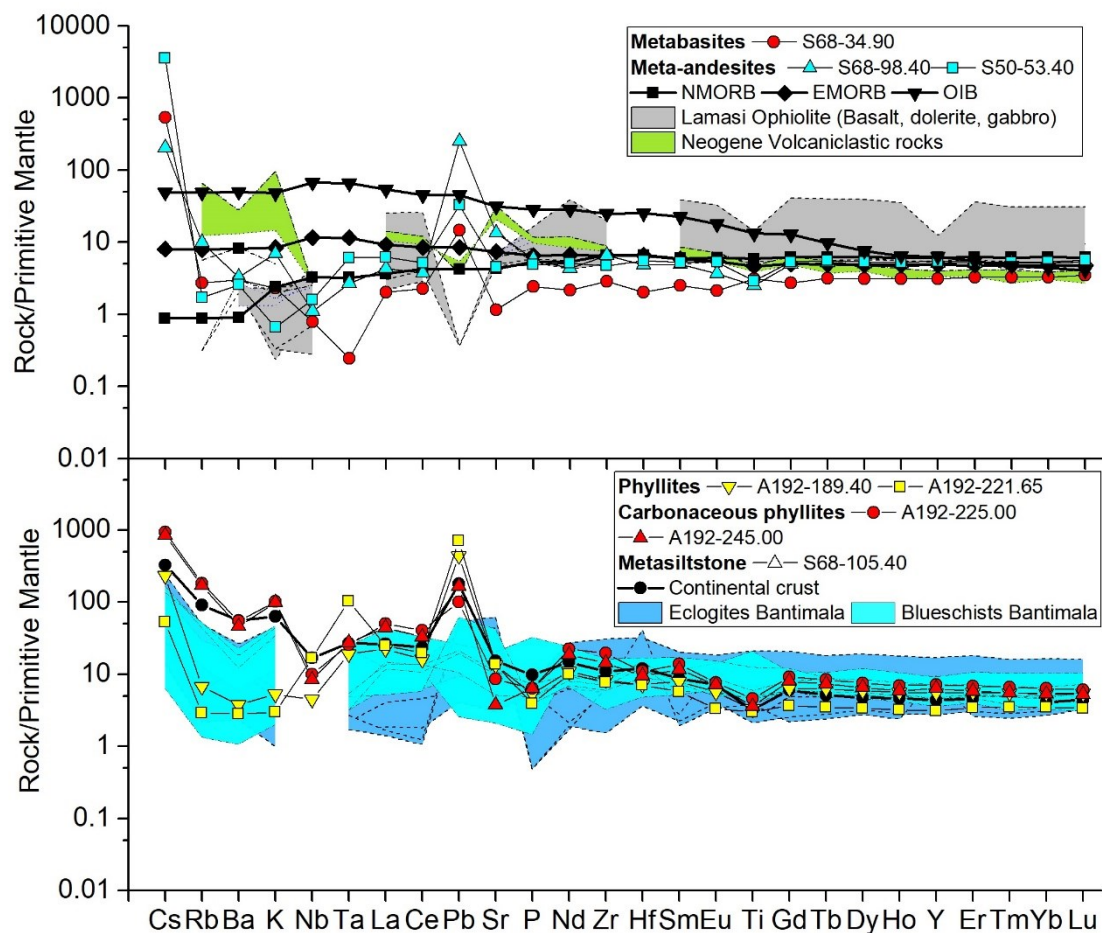 10000
1000
100
10
1
0.1
0.01
Rock/Primitive Mantle
Metabasites S68-34.90
Meta-andesites S68-98.40 S50-53.40
NMORB EMORB OIB
Lamasi Ophiolite (Basalt, dolerite, gabbro)
Neogene Volcaniclastic rocks
1000
100
10
1
0.1
0.01
Rock/Primitive Mantle
Phyllites A192-189.40 A192-221.65
Carbonaceous phyllites A192-225.00
A192-245.00
Metasiltstone S68-105.40
Continental crust
Eclogites Bantimala Blueschists Bantimala
Cs Rb Ba K Nb Ta La Ce Pb Sr P Nd Zr Hf Sm Eu Ti Gd Tb Dy Ho Y Er Tm Yb Lu